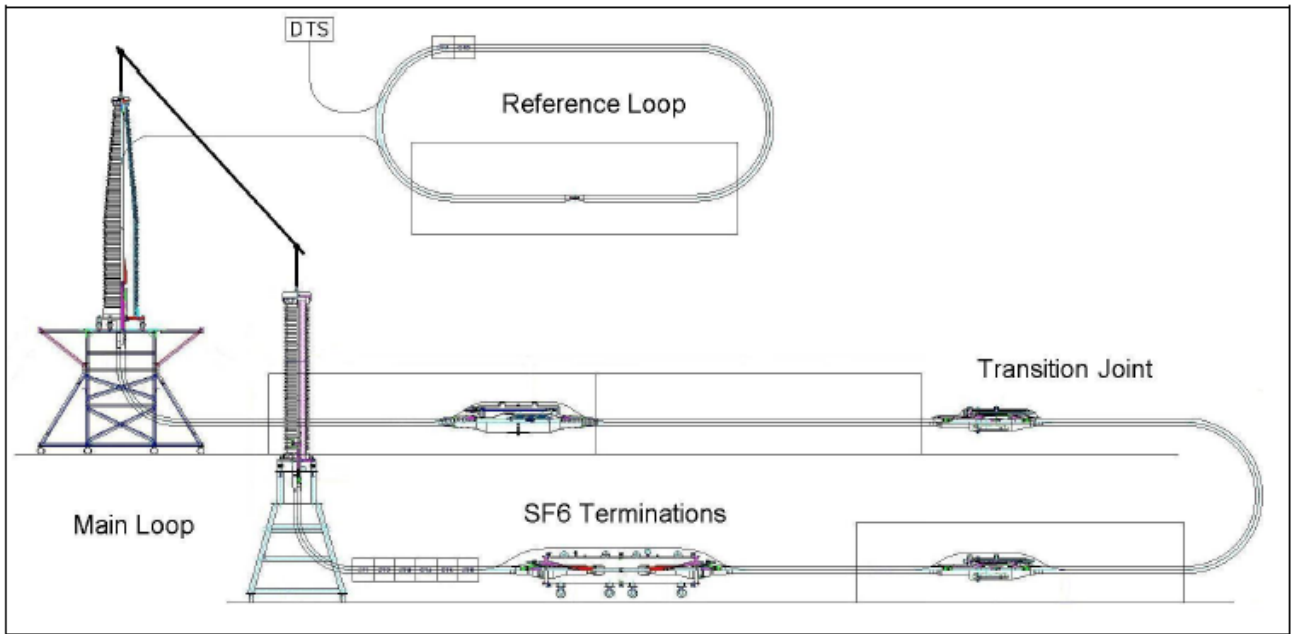 DTS
Reference Loop
Transition Joint
Main Loop
SF6 Terminations